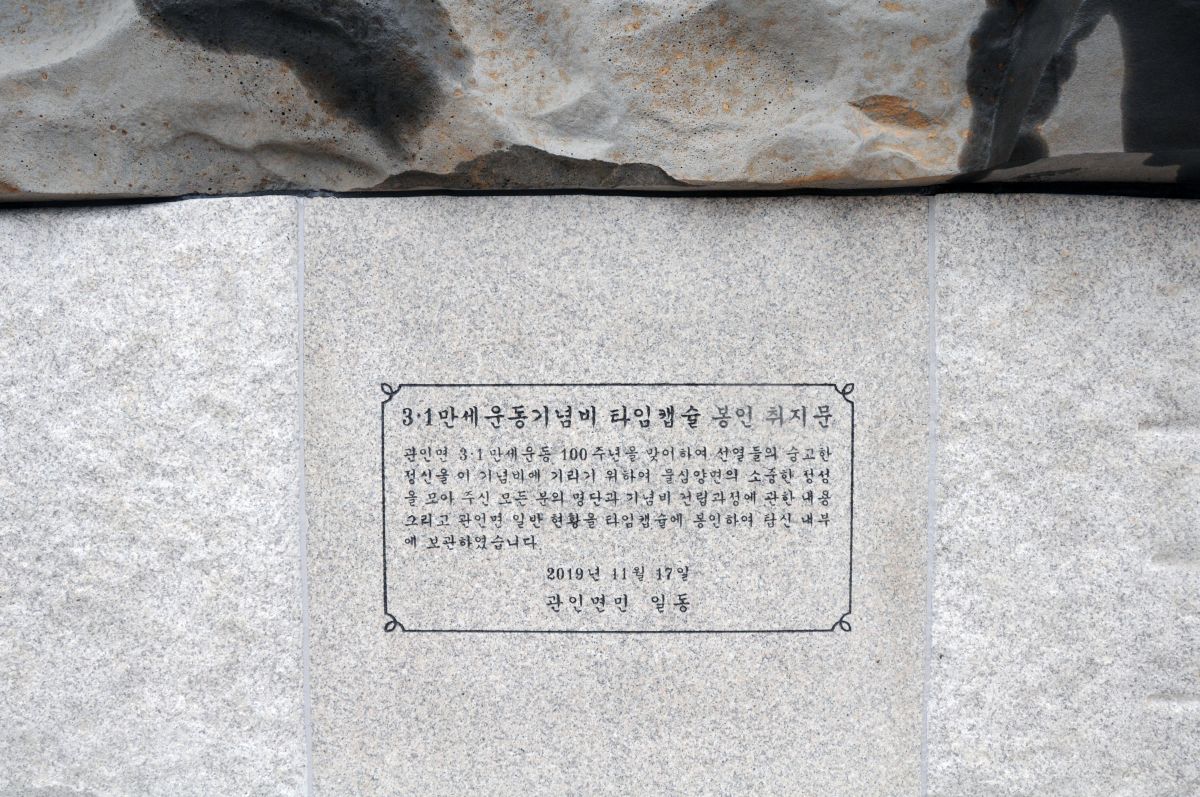 3·1만세운동기념비 타임캡슐 봉인 취지문
관인면 3·1만세운동 100주년을 맞이하여 선열들의 숭고한
정신을 이 기념비에 기리기 위하여 물심양면의 소중한 정성
을 모아 주신 모든 분의 명단과 기념비 건립과정에 관한 내용
그리고 관인면 일반 현황을 타임캡슐에 봉인하여 탑신 내부
에 보관하였습니다
2019년 11월 17일
관인면민 일동